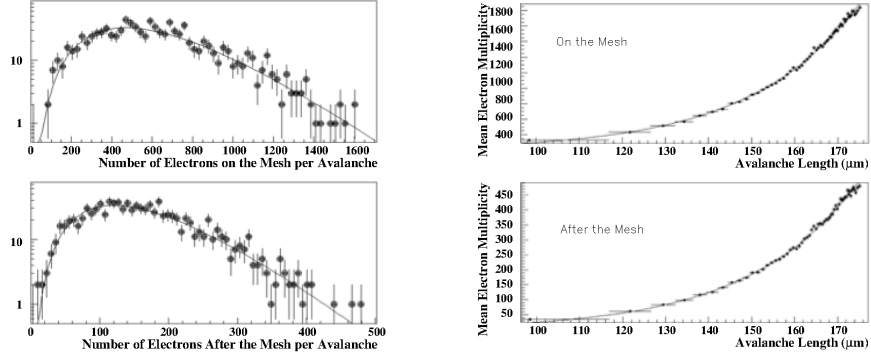 10
1
0 200 400 600 800 1000 1200 1400 1600
Number of Electrons on the Mesh per Avalanche
10
1
0 100 200 300 400 500
Number of Electrons After the Mesh per Avalanche
Mean Electron Multiplicity
1800
1600
1400
1200
1000
800
600
400
On the Mesh
100 110 120 130 140 150 160 170
Avalanche Length (μm)
Mean Electron Multiplicity
450
400
350
300
250
200
150
100
50
After the Mesh
100 110 120 130 140 150 160 170
Avalanche Length (μm)